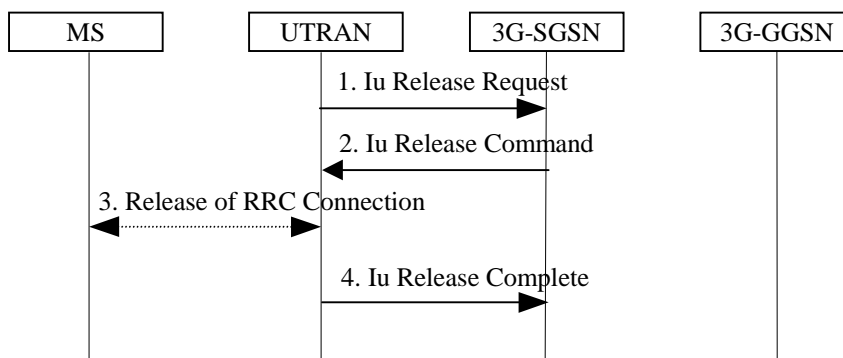 MS
UTRAN
3G-SGSN
3G-GGSN
1. Iu Release Request
2. Iu Release Command
3. Release of RRC Connection
4. Iu Release Complete